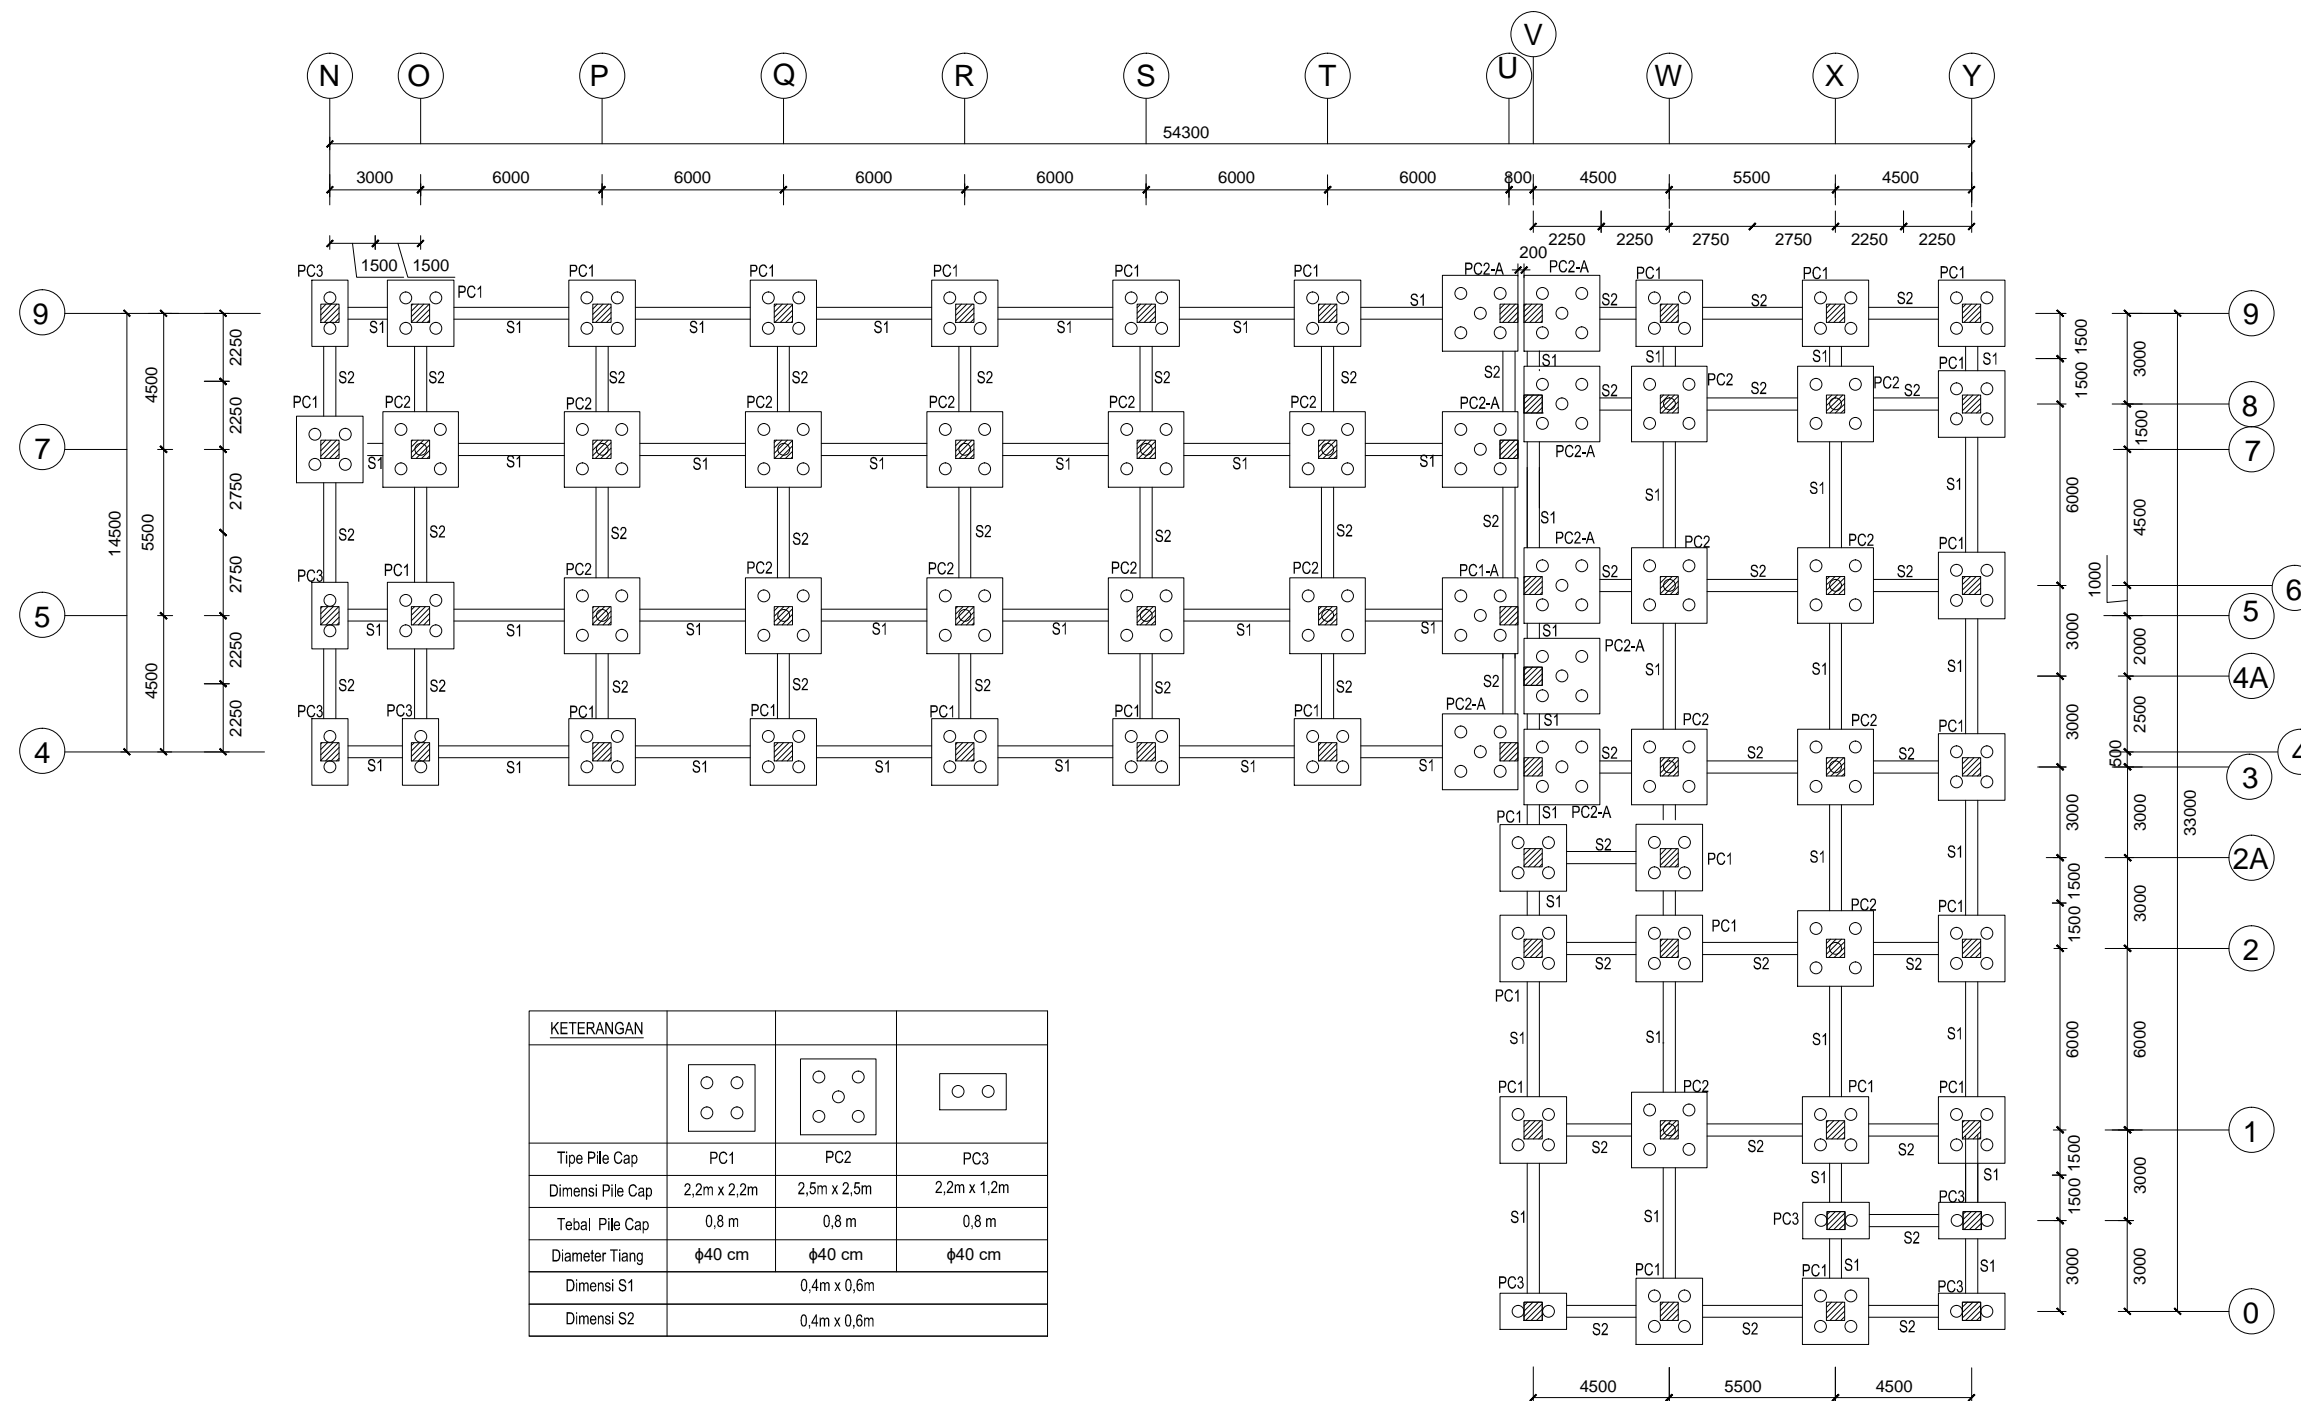 V
N O P Q R S T U W X Y
54300
3000 6000 6000 6000 6000 6000 6000 800 4500 5500 4500
2250 2250 2750 2750 2250 2250
200
1500 1500
PC3 PC1 PC1 PC1 PC1 PC1 PC1 PC2-A PC2-A PC1 PC1 PC1
S1 S2 S2 S2
9 9
S1 S1 S1 S1 S1 S1 S1
2250 1500 3000
S1 S1 S1 PC1 S1
4500 S2 S2 S2 S2 S2 S2 S2 S2 1500
PC2 PC2 S2 S2 S2
PC1 PC2 PC2 PC2 PC2 PC2 PC2 PC2-A 8
2250 1500
7 PC2-A 7
S1 S1 S1 S1 S1 S1 S1
2750 S1 S1 S1 6000
14500 5500 S2 S2 S2 S2 S2 S2 S2 S2 S1 4500
PC2-A PC2 PC2 PC1
2750 PC3 PC1 PC2 PC2 PC2 PC2 PC2 PC1-A S2 S2 S2 1000 6
5 5
S1 S1 S1 S1 S1 S1 S1 S1
2250 PC2-A 3000 2000
4500 S2 S2 S2 S2 S2 S2 S2 S2 S1 S1 S1 4A
2250 PC3 PC3 PC1 PC1 PC1 PC1 PC1 PC2-A S1 PC2 PC2 PC1 3000 2500
4 S2 S2 S2 500 4
S1 S1 S1 S1 S1 S1 S1 3
PC1 S1 PC2-A 3000 3000 33000
S2 PC1 S1 S1 2A
S1 PC2 PC1 1500 3000
PC1 1500
S2 S2 S2 2
PC1
KETERANGAN
S1 S1 S1 S1 6000 6000
PC1 PC2 PC1 PC1
S2 S2 S2 1
Tipe Pile Cap PC1 PC2 PC3
S1 S1 1500 3000
Dimensi Pile Cap 2,2m x 2,2m 2,5m x 2,5m 2,2m x 1,2m
PC3 1500
Tebal Pile Cap 0,8 m 0,8 m 0,8 m
S1 S1 PC3
S2
Diameter Tiang ϕ40 cm ϕ40 cm ϕ40 cm
PC1 PC1 S1 S1 3000 3000
Dimensi S1 0,4m x 0,6m
PC3 PC3
Dimensi S2 0,4m x 0,6m
0
S2 S2 S2
4500 5500 4500